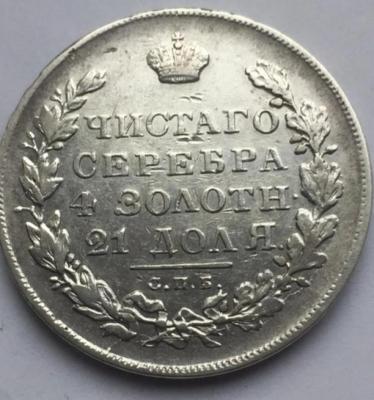 ЧИСТАГО
СЕРЕБРА
4 ЗОЛОТН.
21 ДОЛЯ.
С.П.Б.